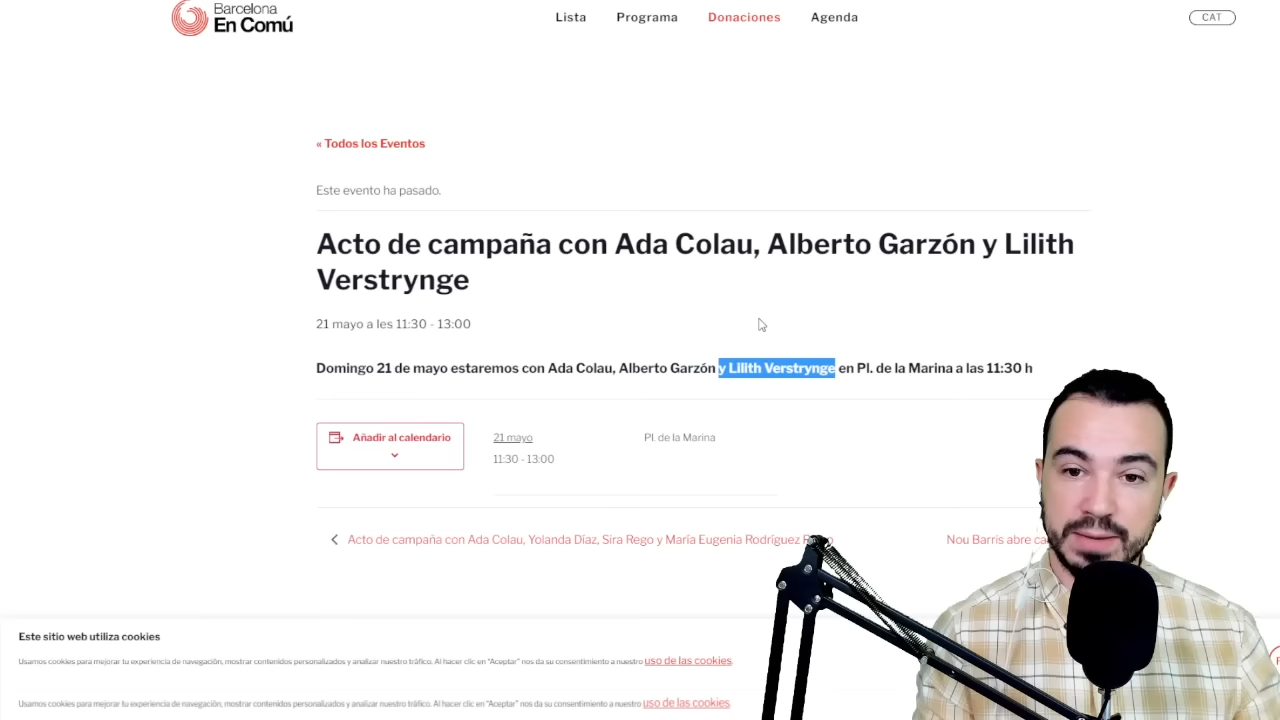 Barcelona
En Comú
Lista Programa Donaciones Agenda
CAT
« Todos los Eventos
Este evento ha pasado.
Acto de campaña con Ada Colau, Alberto Garzón y Lilith
Verstrynge
21 mayo a les 11:30 - 13:00
Domingo 21 de mayo estaremos con Ada Colau, Alberto Garzón y Lilith Verstrynge en Pl. de la Marina a las 11:30 h
Añadir al calendario
21 mayo
11:30 - 13:00
Pl. de la Marina
Acto de campaña con Ada Colau, Yolanda Díaz, Sira Rego y María Eugenia Rodríguez
Nou Barris abre
Este sitio web utiliza cookies
Usamos cookies para mejorar tu experiencia de navegación, mostrar contenidos personalizados y analizar nuestro tráfico. Al hacer clic en "Aceptar" nos da su consentimiento a nuestro uso de las cookies.
Usamos cookies para mejorar tu experiencia de navegación, mostrar contenidos personalizados y analizar nuestro tráfico. Al hacer clic en "Aceptar" nos da su consentimiento a nuestro uso de las cookies.